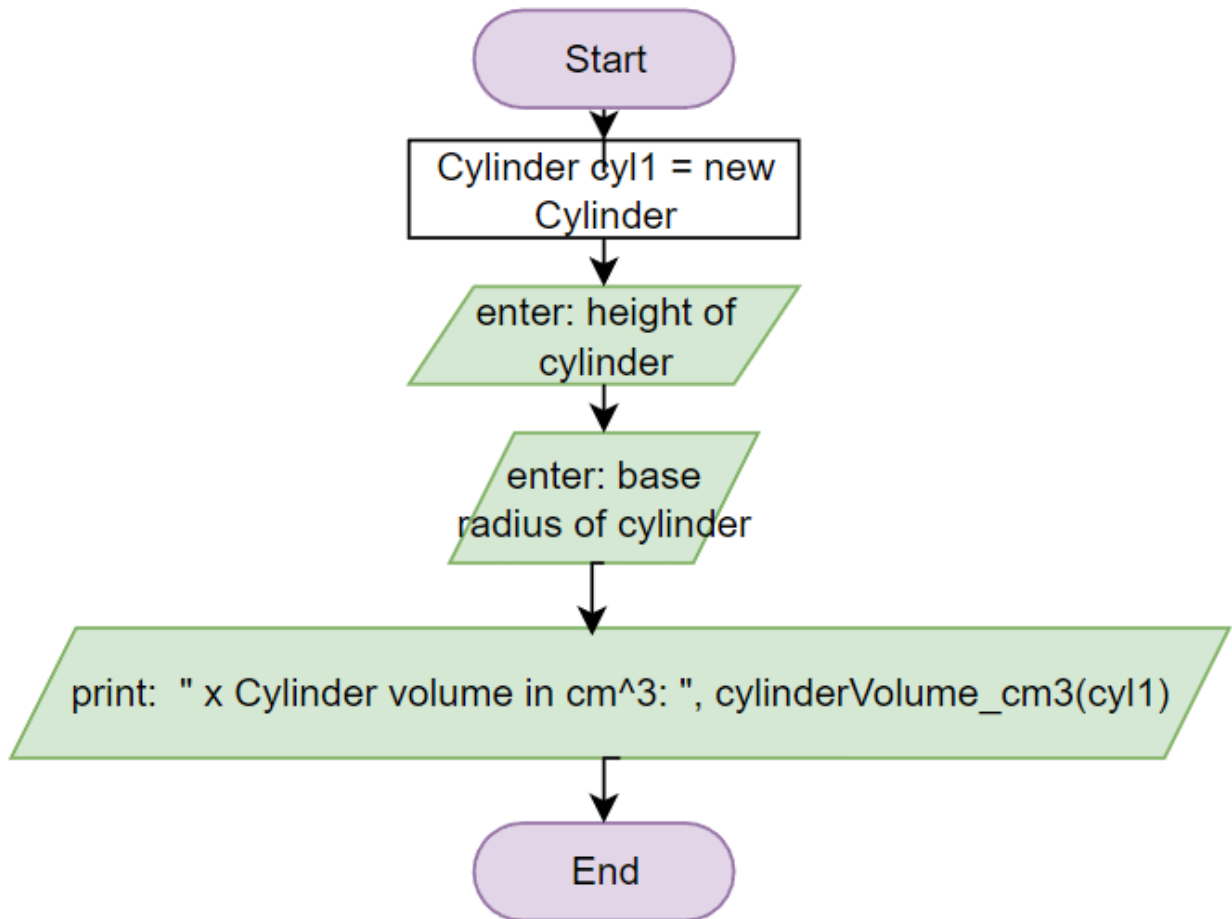 Start
Cylinder cyl1 = new
Cylinder
enter: height of
cylinder
enter: base
radius of cylinder
print:  " x Cylinder volume in cm^3: ", cylinderVolume_cm3(cyl1)
End